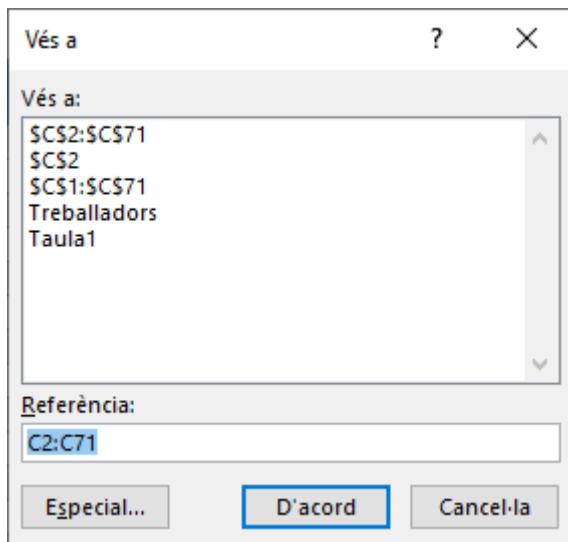 Vés a
?
Vés a:
$C$2:$C$71
$C$2
$C$1:$C$71
Treballadors
Taula1
Referència:
C2:C71
Especial...
D'acord
Cancel·la